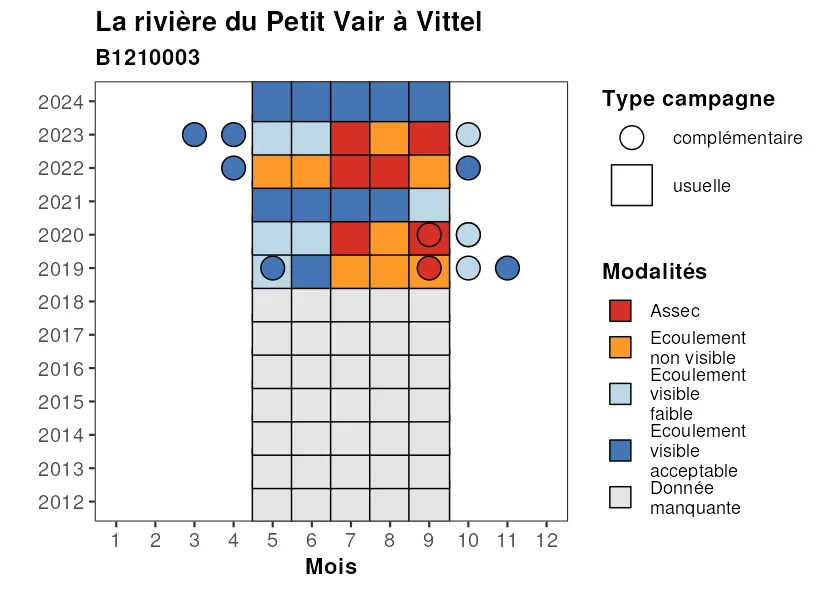 La rivière du Petit Vair à Vittel
B1210003
2024
2023
2022
2021
2020
2019
2018
2017
2016
2015
2014
2013
2012
1 2 3 4 5 6 7 8 9 10 11 12
Mois
Type campagne
complémentaire
usuelle
Modalités
Assec
Ecoulement
non visible
Ecoulement
visible
faible
Ecoulement
visible
acceptable
Donnée
manquante